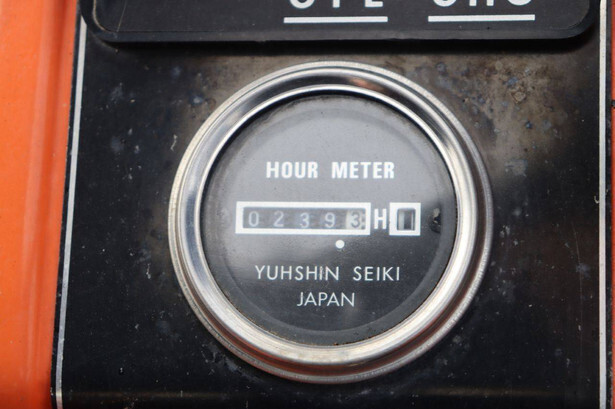 HOUR METER
02393 H
YUHSHIN SEIKI
JAPAN